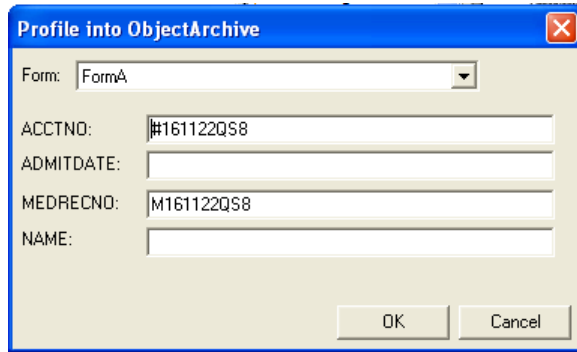 Profile into ObjectArchive
Form: FormA
ACCTNO: #161122QS8
ADMITDATE:
MEDRECNO: M161122QS8
NAME:
OK Cancel